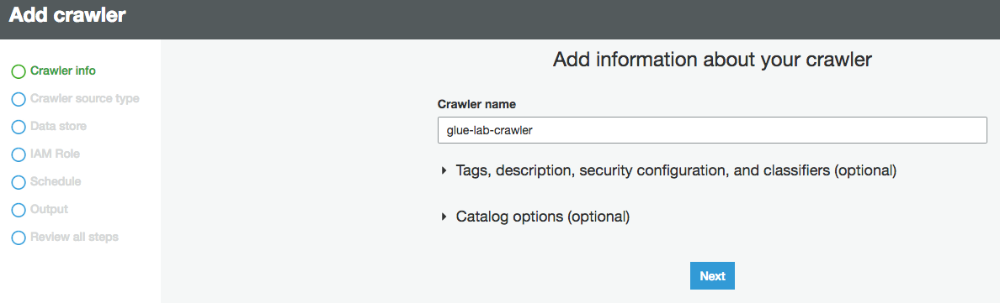 Add crawler
Crawler info
Crawler source type
Data store
IAM Role
Schedule
Output
Review all steps
Add information about your crawler
Crawler name
glue-lab-crawler
Tags, description, security configuration, and classifiers (optional)
Catalog options (optional)
Next